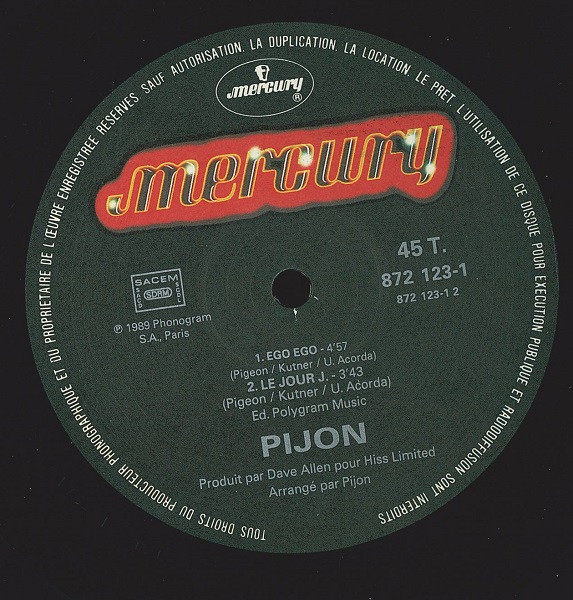 TOUS DROITS DU PRODUCTEUR PHONOGRAPHIQUE ET DU PROPRIETAIRE DE L'ŒUVRE ENREGISTREE RESERVES SAUF AUTORISATION. LA DUPLICATION. LA LOCATION. LE PRET. L'UTILISATION DE CE DISQUE POUR EXECUTION PUBLIQUE ET RADIODIFFUSION SONT INTERDITS
mercury
®
mercury
45 T.
872 123-1
872 123-1 2
SACEM
SACD
SDRM
SGDL
℗ 1989 Phonogram
S.A., Paris
1. EGO EGO - 4'57
(Pigeon / Kutner / U. Acorda)
2. LE JOUR J. - 3'43
(Pigeon / Kutner / U. Acorda)
Ed. Polygram Music
PIJON
Produit par Dave Allen pour Hiss Limited
Arrangé par Pijon